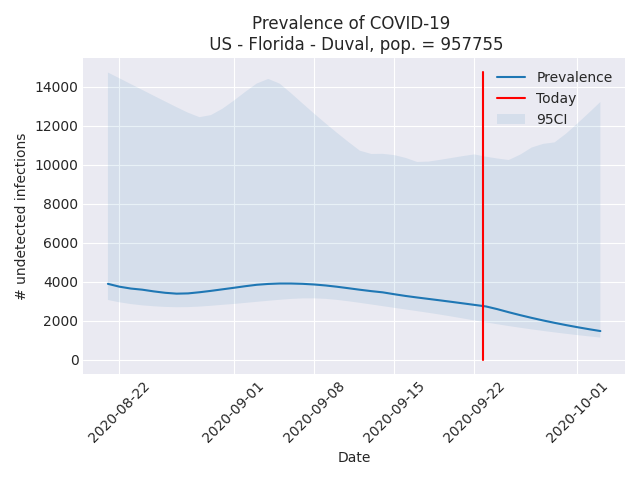 Prevalence of COVID-19
US - Florida - Duval, pop. = 957755
14000
12000
10000
8000
6000
4000
2000
0
# undetected infections
Prevalence
Today
95CI
2020-08-22
2020-09-01
2020-09-08
2020-09-15
2020-09-22
2020-10-01
Date